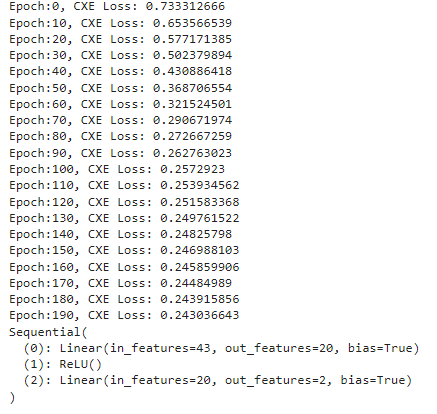 Epoch:0, CXE Loss: 0.733312666
Epoch:10, CXE Loss: 0.653566539
Epoch:20, CXE Loss: 0.577171385
Epoch:30, CXE Loss: 0.502379894
Epoch:40, CXE Loss: 0.430886418
Epoch:50, CXE Loss: 0.368706554
Epoch:60, CXE Loss: 0.321524501
Epoch:70, CXE Loss: 0.290671974
Epoch:80, CXE Loss: 0.272667259
Epoch:90, CXE Loss: 0.262763023
Epoch:100, CXE Loss: 0.2572923
Epoch:110, CXE Loss: 0.253934562
Epoch:120, CXE Loss: 0.251583368
Epoch:130, CXE Loss: 0.249761522
Epoch:140, CXE Loss: 0.24825798
Epoch:150, CXE Loss: 0.246988103
Epoch:160, CXE Loss: 0.245859906
Epoch:170, CXE Loss: 0.24484989
Epoch:180, CXE Loss: 0.243915856
Epoch:190, CXE Loss: 0.243036643
Sequential(
  (0): Linear(in_features=43, out_features=20, bias=True)
  (1): ReLU()
  (2): Linear(in_features=20, out_features=2, bias=True)
)